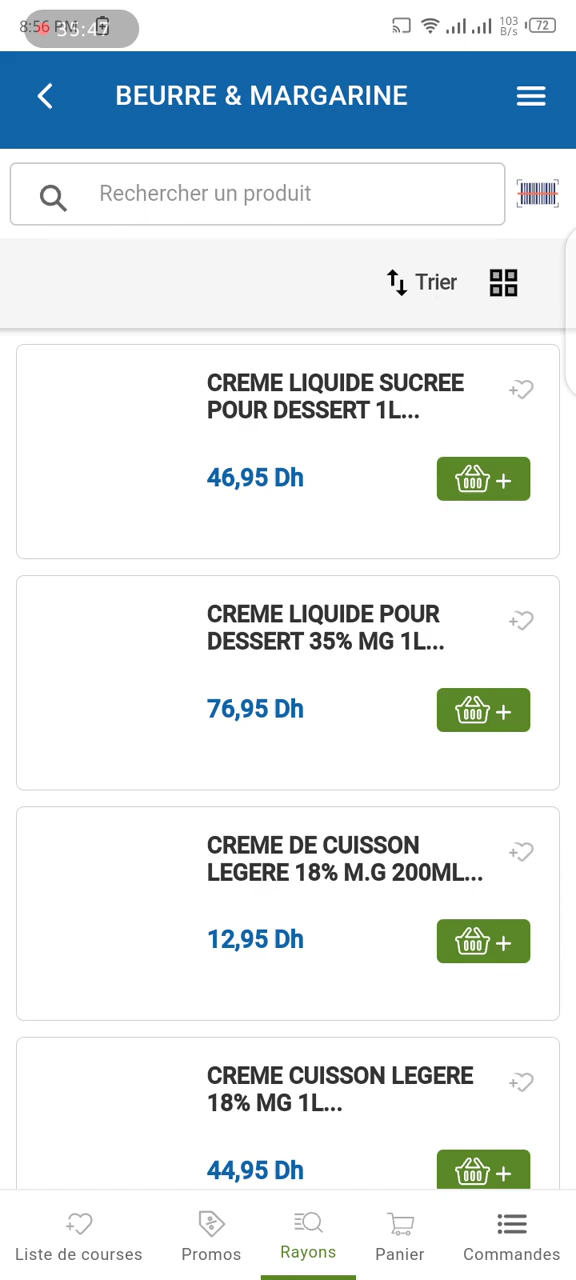 8:56 PM
35:47
103
B/s
72
BEURRE & MARGARINE
Rechercher un produit
Trier
CREME LIQUIDE SUCREE
POUR DESSERT 1L...
46,95 Dh
+
CREME LIQUIDE POUR
DESSERT 35% MG 1L...
76,95 Dh
+
CREME DE CUISSON
LEGERE 18% M.G 200ML...
12,95 Dh
+
CREME CUISSON LEGERE
18% MG 1L...
44,95 Dh
+
Liste de courses
Promos
Rayons
Panier
Commandes